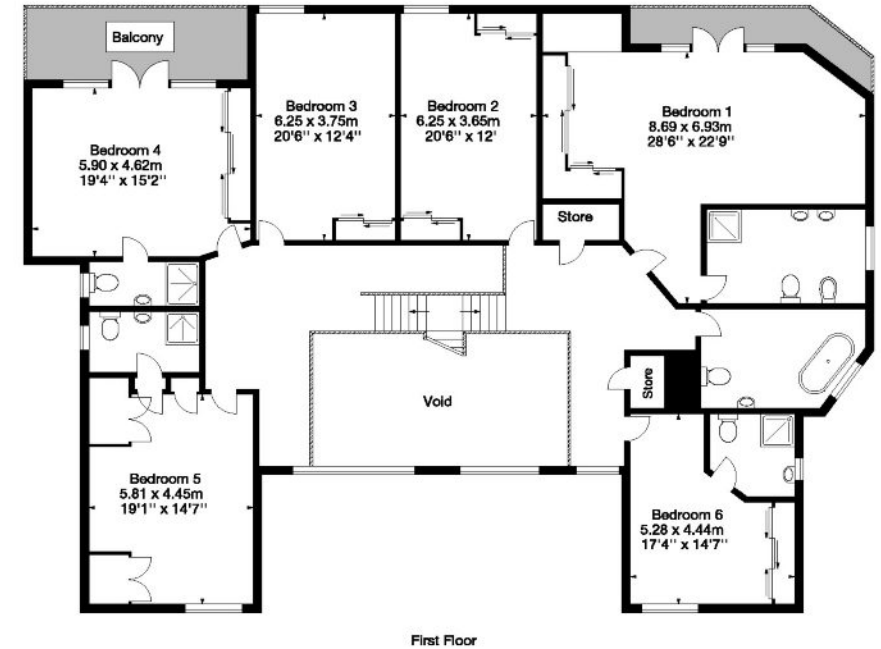 Balcony
Bedroom 3
6.25 x 3.75m
20'6'' x 12'4''
Bedroom 2
6.25 x 3.65m
20'6'' x 12'
Bedroom 1
8.69 x 6.93m
28'6'' x 22'9''
Bedroom 4
5.90 x 4.62m
19'4'' x 15'2''
Store
Store
Void
Bedroom 5
5.81 x 4.45m
19'1'' x 14'7''
Bedroom 6
5.28 x 4.44m
17'4'' x 14'7''
First Floor